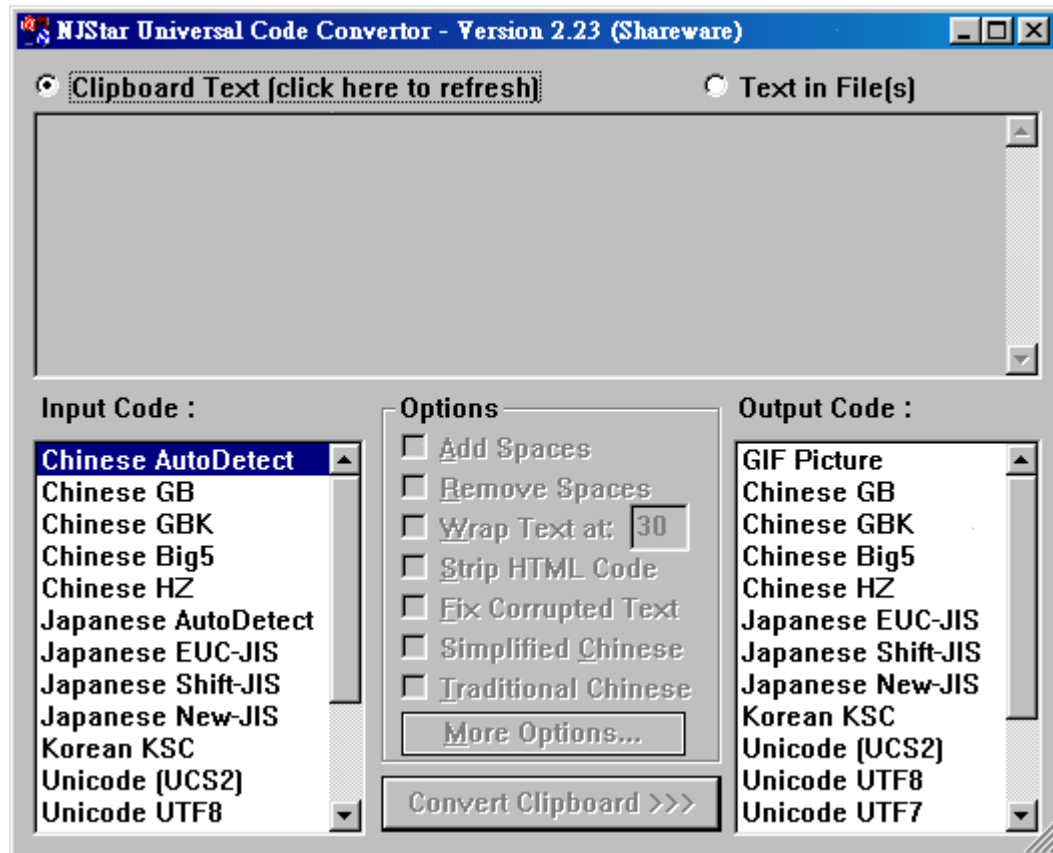 NJStar Universal Code Convertor - Version 2.23 (Shareware)
Clipboard Text (click here to refresh)
Text in File(s)
Input Code :
Chinese AutoDetect
Chinese GB
Chinese GBK
Chinese Big5
Chinese HZ
Japanese AutoDetect
Japanese EUC-JIS
Japanese Shift-JIS
Japanese New-JIS
Korean KSC
Unicode (UCS2)
Unicode UTF8
Options
Add Spaces
Remove Spaces
Wrap Text at: 30
Strip HTML Code
Fix Corrupted Text
Simplified Chinese
Traditional Chinese
More Options...
Convert Clipboard >>>
Output Code :
GIF Picture
Chinese GB
Chinese GBK
Chinese Big5
Chinese HZ
Japanese EUC-JIS
Japanese Shift-JIS
Japanese New-JIS
Korean KSC
Unicode (UCS2)
Unicode UTF8
Unicode UTF7